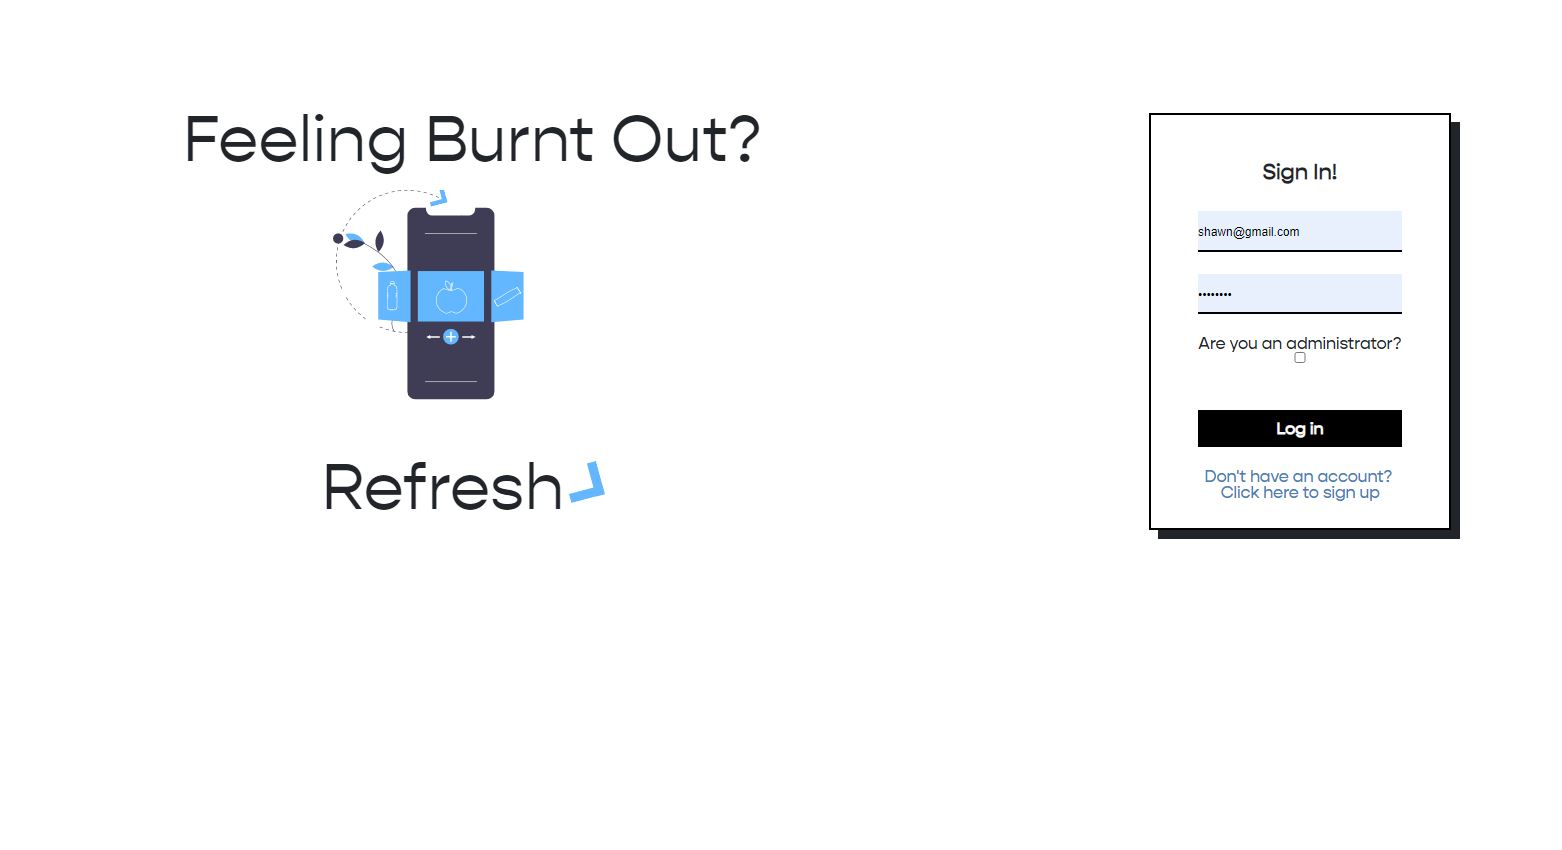 Feeling Burnt Out?
Refresh
Sign In!
shawn@gmail.com
••••••••
Are you an administrator?
Log in
Don't have an account?
Click here to sign up